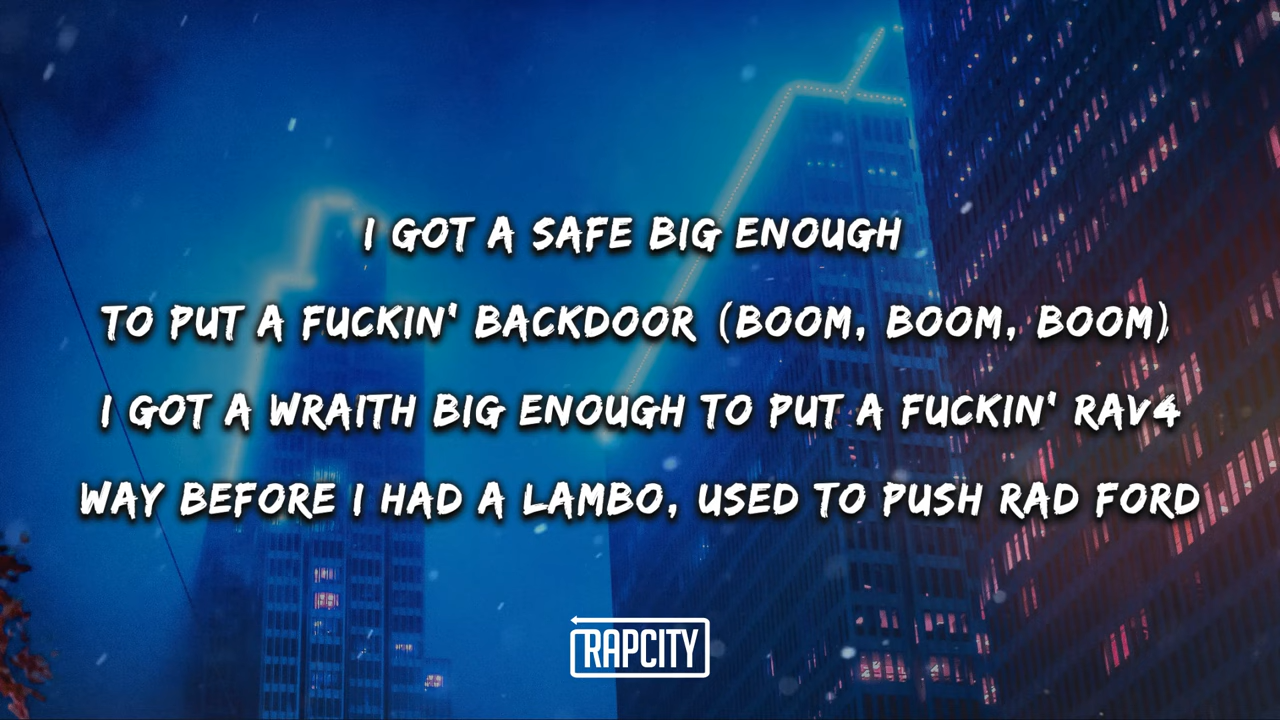 I GOT A SAFE BIG ENOUGH
TO PUT A FUCKIN' BACKDOOR (BOOM, BOOM, BOOM)
I GOT A WRAITH BIG ENOUGH TO PUT A FUCKIN' RAV4
WAY BEFORE I HAD A LAMBO, USED TO PUSH RAD FORD
RAPCITY